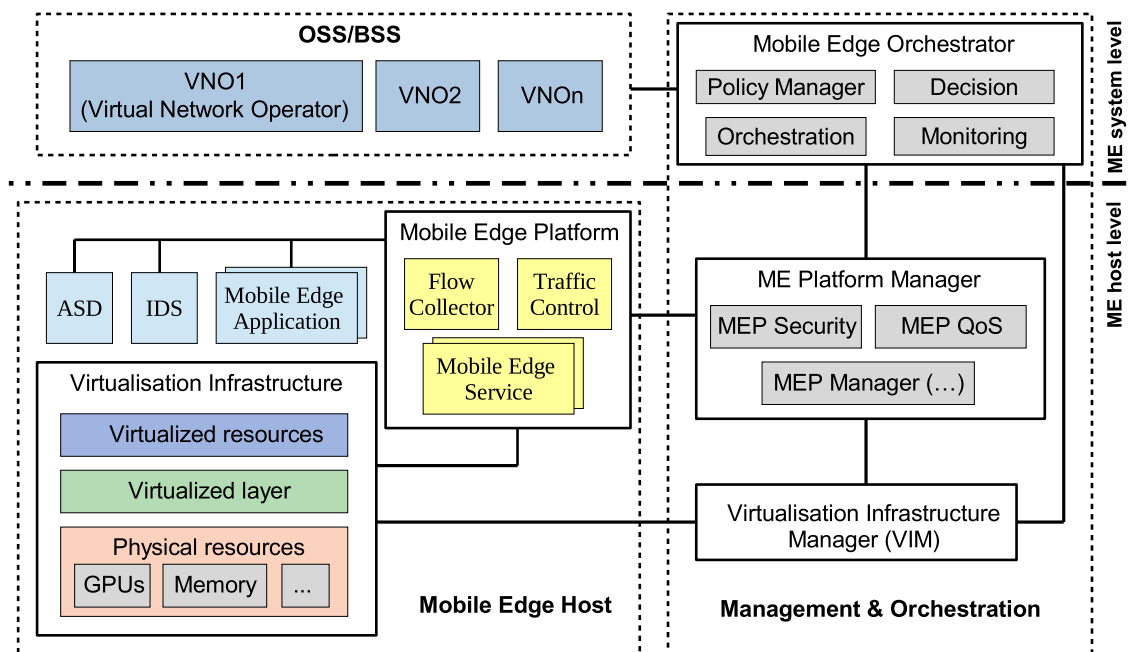 OSS/BSS
VNO1
(Virtual Network Operator)
VNO2
VNOn
Mobile Edge Orchestrator
Policy Manager
Decision
Orchestration
Monitoring
ME system level
ME host level
Mobile Edge Platform
Flow
Collector
Traffic
Control
Mobile Edge
Service
ASD
IDS
Mobile Edge
Application
ME Platform Manager
MEP Security
MEP QoS
MEP Manager (…)
Virtualisation Infrastructure
Virtualized resources
Virtualized layer
Physical resources
GPUs
Memory
...
Mobile Edge Host
Virtualisation Infrastructure
Manager (VIM)
Management & Orchestration